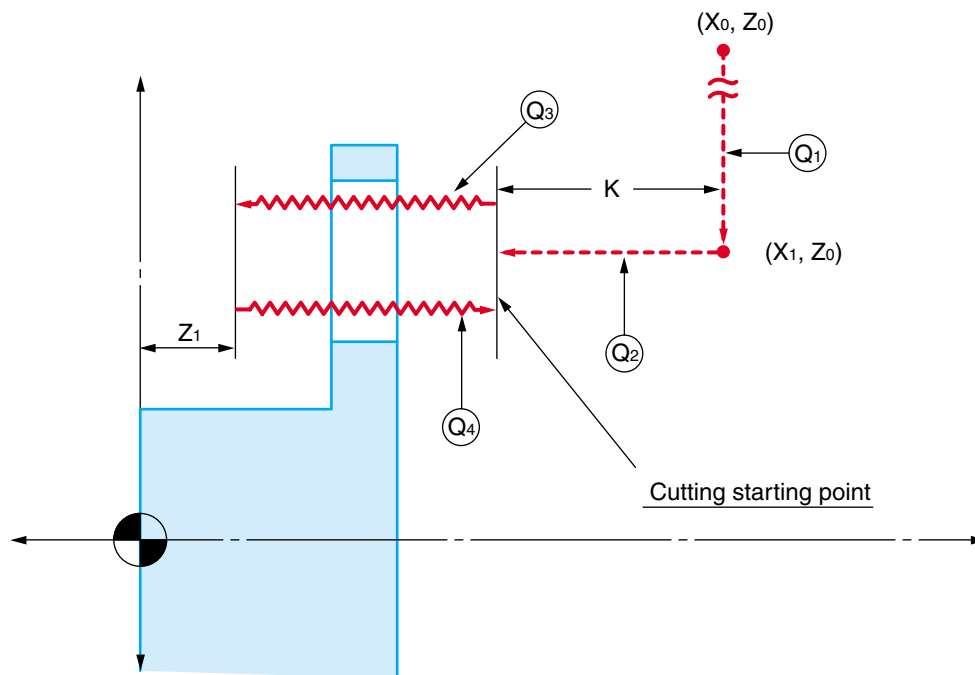 (X0, Z0)
Q3
Q1
K
(X1, Z0)
Z1
Q2
Q4
Cutting starting point